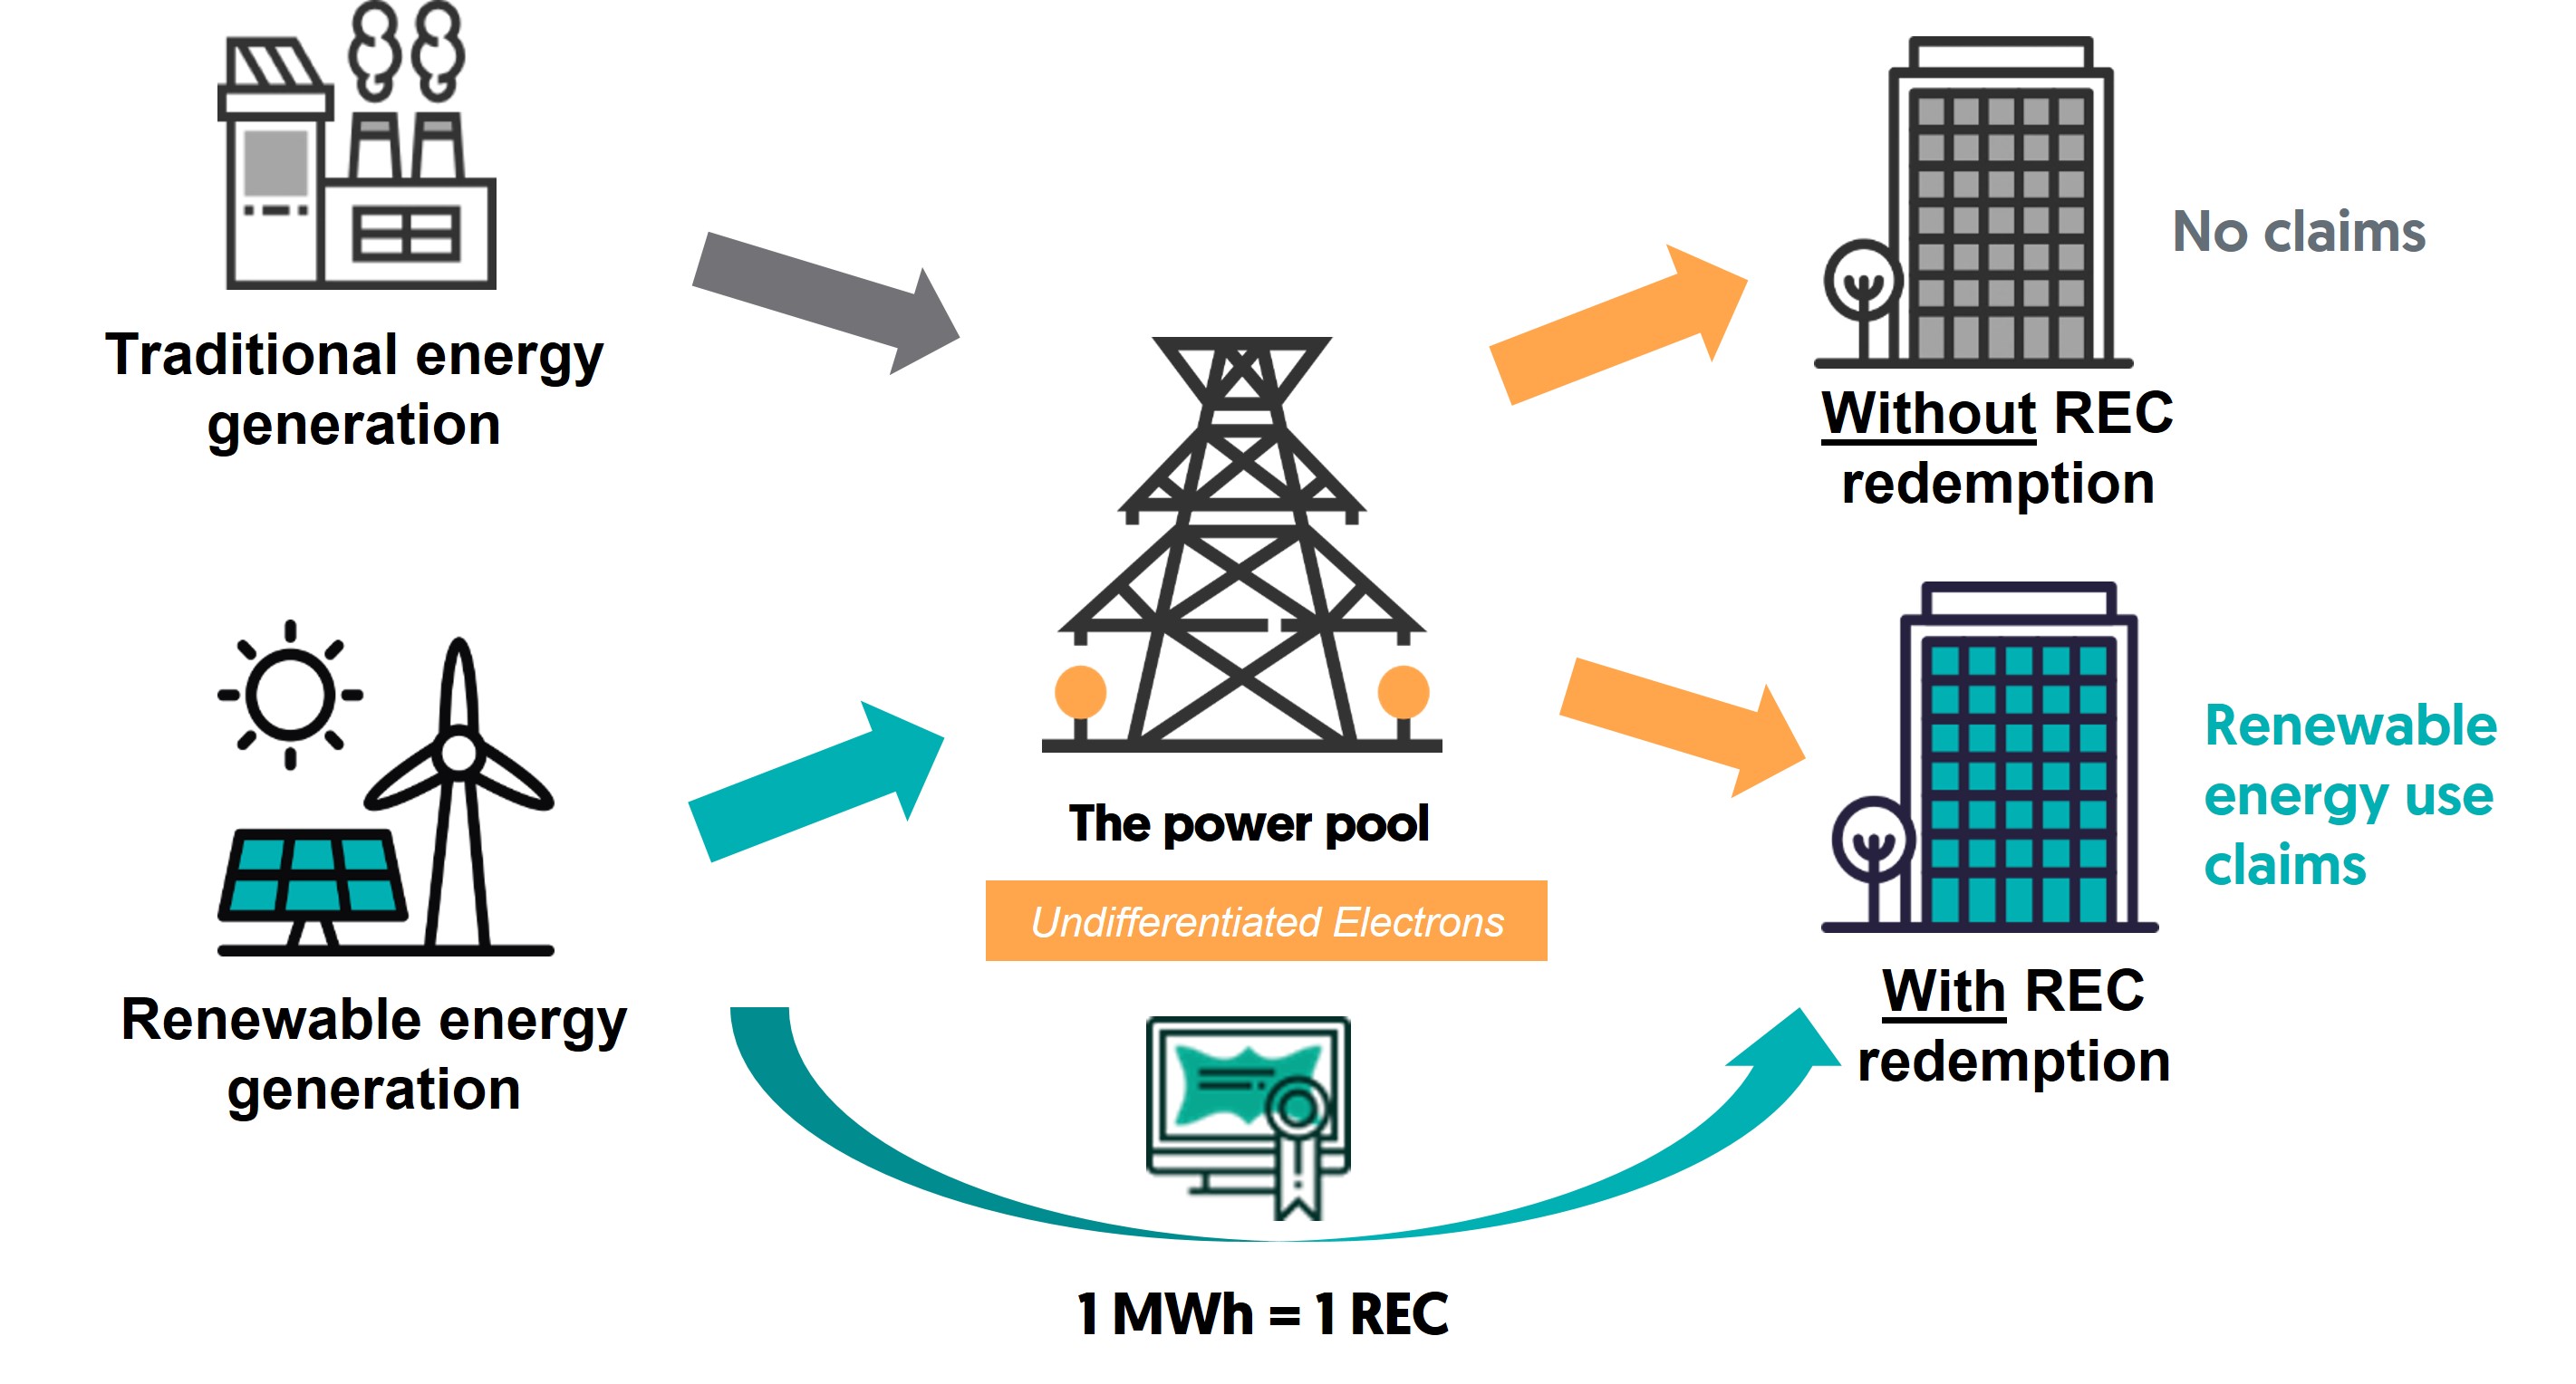 Traditional energy
generation
No claims
Without REC
redemption
Renewable energy
generation
The power pool
Undifferentiated Electrons
Renewable
energy use
claims
With REC
redemption
1 MWh = 1 REC